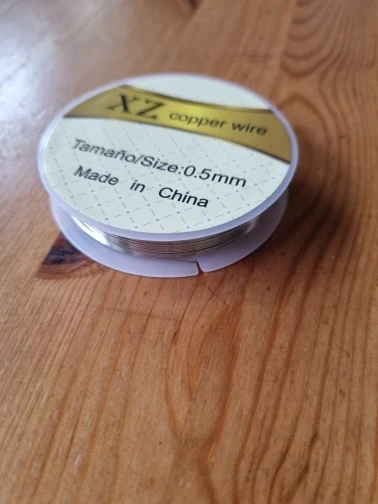 XZ copper wire
Tamaño/Size:0.5mm
Made in China